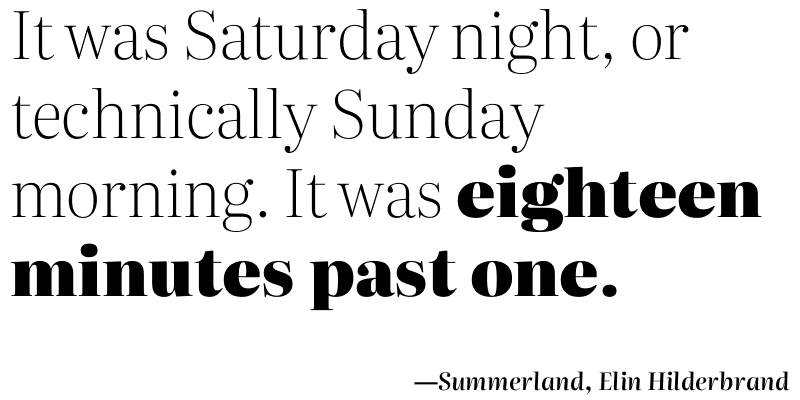 It was Saturday night, or
technically Sunday
morning. It was eighteen
minutes past one.
—Summerland, Elin Hilderbrand